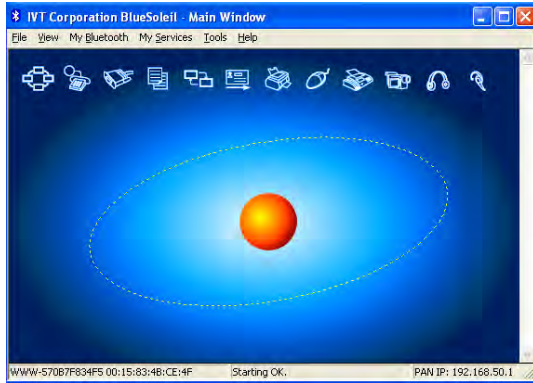 IVT Corporation BlueSoleil - Main Window
File View My Bluetooth My Services Tools Help
WWW-570B7F834F5 00:15:83:4B:CE:4F Starting OK. PAN IP: 192.168.50.1